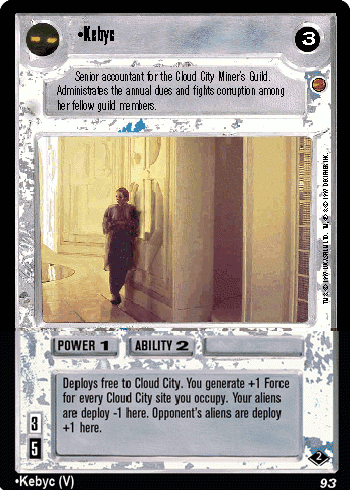 •Kebyc
3
Senior accountant for the Cloud City Miner's Guild.
Administrates the annual dues and fights corruption among
her fellow guild members.
POWER 1
ABILITY 2
Deploys free to Cloud City. You generate +1 Force
for every Cloud City site you occupy. Your aliens
are deploy -1 here. Opponent's aliens are deploy
+1 here.
3
5
2
•Kebyc (V)
93